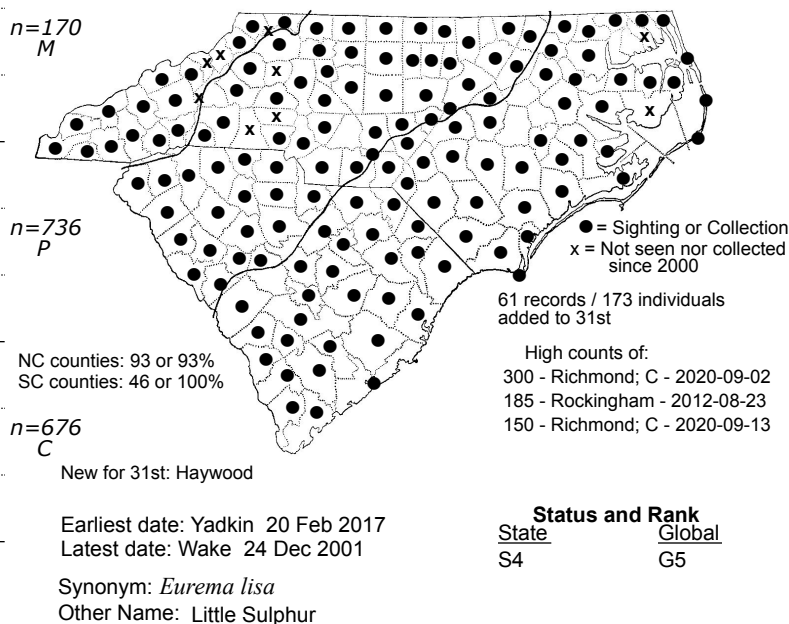 n=170
M
n=736
P
n=676
C
● = Sighting or Collection
x = Not seen nor collected
since 2000
61 records / 173 individuals
added to 31st
High counts of:
300 - Richmond; C - 2020-09-02
185 - Rockingham - 2012-08-23
150 - Richmond; C - 2020-09-13
NC counties: 93 or 93%
SC counties: 46 or 100%
New for 31st: Haywood
Earliest date: Yadkin 20 Feb 2017
Latest date: Wake 24 Dec 2001
Synonym: Eurema lisa
Other Name: Little Sulphur
Status and Rank
State Global
S4 G5
x
x
x
x
x
x
x
x
x